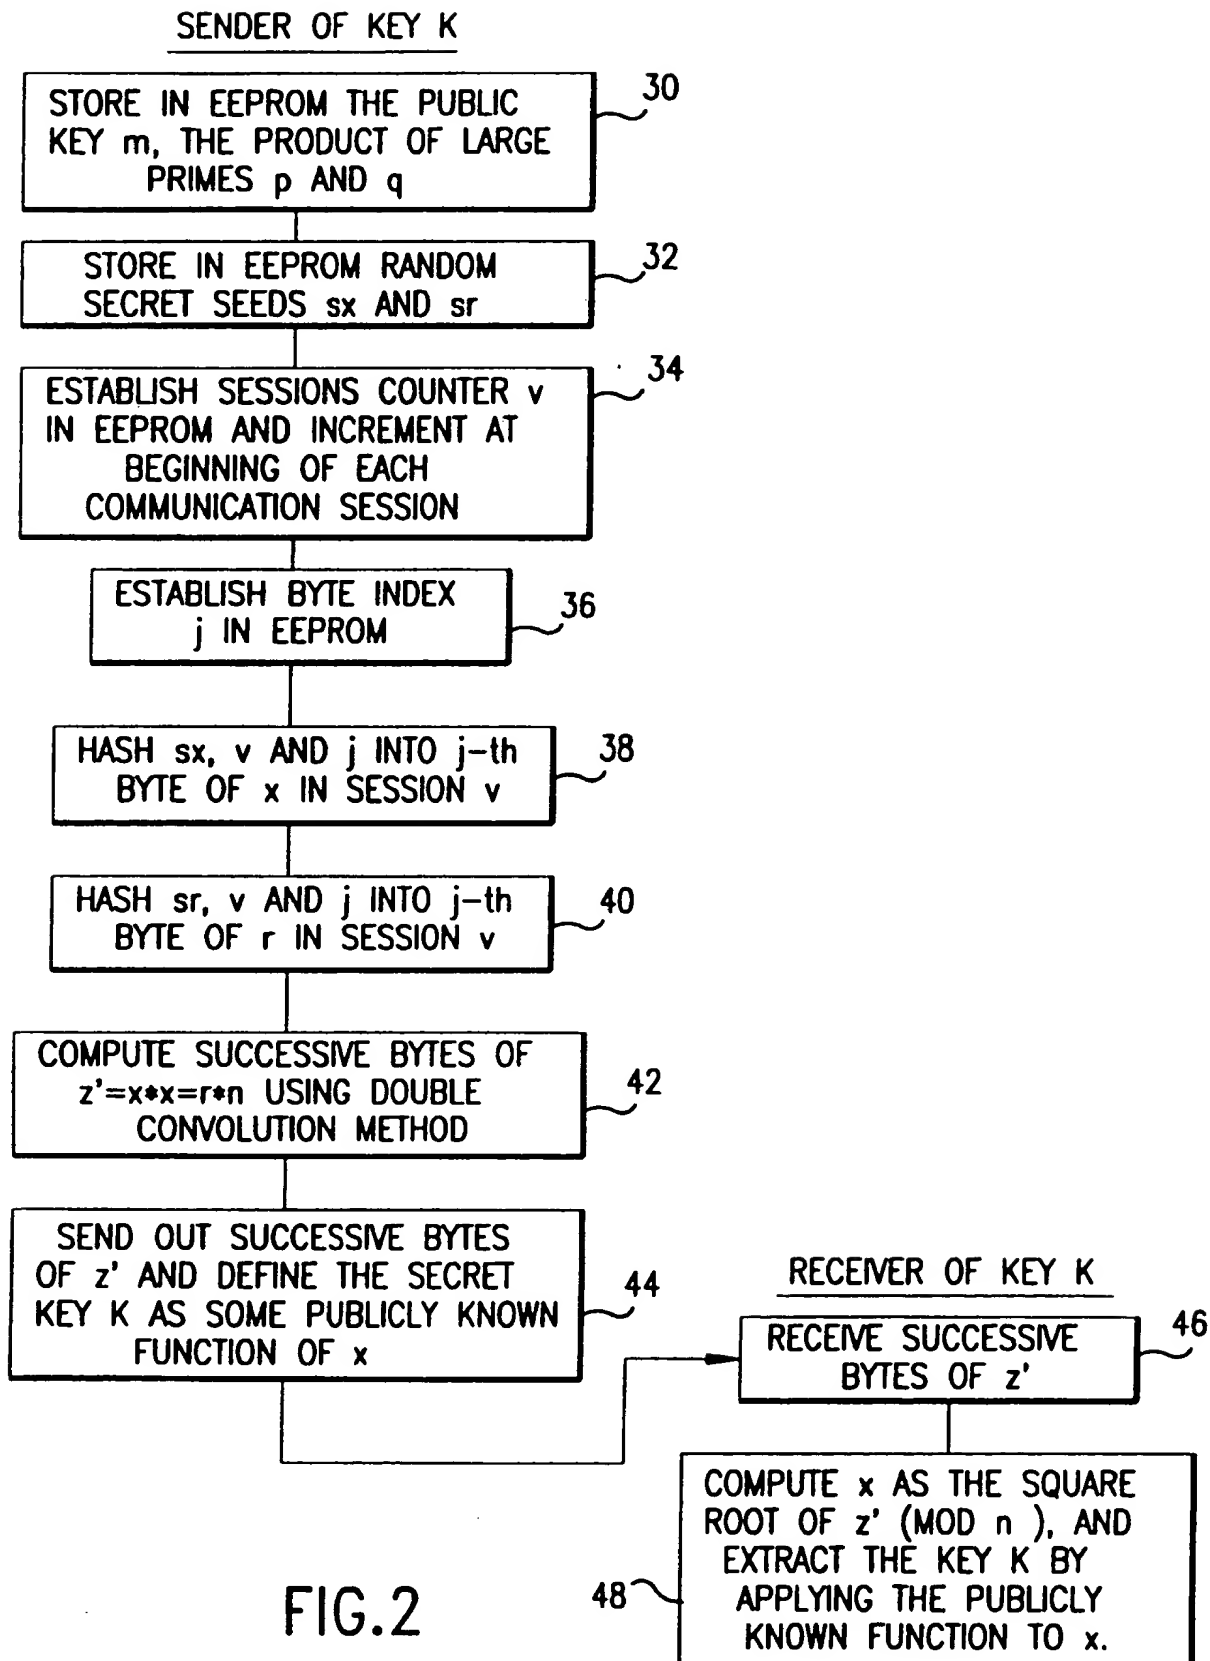 SENDER OF KEY K
STORE IN EEPROM THE PUBLIC
KEY m, THE PRODUCT OF LARGE
PRIMES p AND q
30
STORE IN EEPROM RANDOM
SECRET SEEDS sx AND sr
32
ESTABLISH SESSIONS COUNTER v
IN EEPROM AND INCREMENT AT
BEGINNING OF EACH
COMMUNICATION SESSION
34
ESTABLISH BYTE INDEX
j IN EEPROM
36
HASH sx, v AND j INTO j-th
BYTE OF x IN SESSION v
38
HASH sr, v AND j INTO j-th
BYTE OF r IN SESSION v
40
COMPUTE SUCCESSIVE BYTES OF
z'=x*x=r*n USING DOUBLE
CONVOLUTION METHOD
42
SEND OUT SUCCESSIVE BYTES
OF z' AND DEFINE THE SECRET
KEY K AS SOME PUBLICLY KNOWN
FUNCTION OF x
44
RECEIVER OF KEY K
RECEIVE SUCCESSIVE
BYTES OF z'
46
COMPUTE x AS THE SQUARE
ROOT OF z' (MOD n ), AND
EXTRACT THE KEY K BY
APPLYING THE PUBLICLY
KNOWN FUNCTION TO x.
48
FIG.2